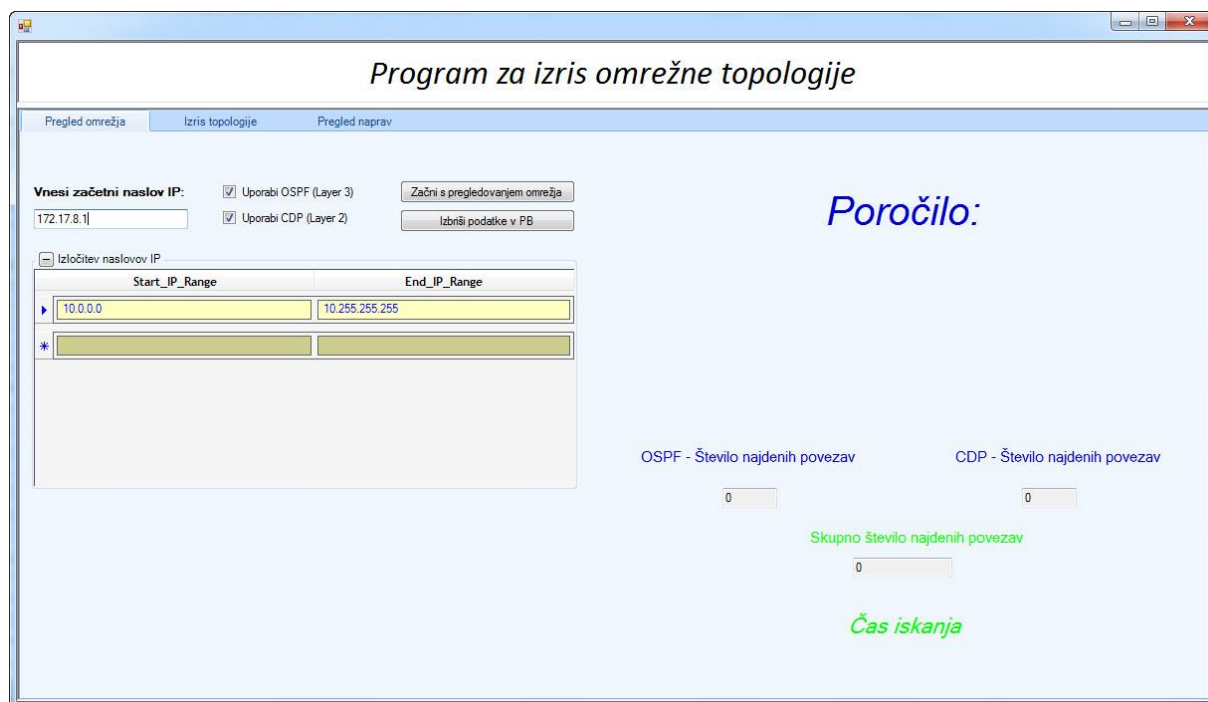 Program za izris omrežne topologije
Pregled omrežja Izris topologije Pregled naprav
Vnesi začetni naslov IP:
172.17.8.1
Uporabi OSPF (Layer 3)
Uporabi CDP (Layer 2)
Začni s pregledovanjem omrežja
Izbriši podatke v PB
Izločitev naslovov IP
Start_IP_Range End_IP_Range
10.0.0.0 10.255.255.255
Poročilo:
OSPF - Število najdenih povezav CDP - Število najdenih povezav
0 0
Skupno število najdenih povezav
0
Čas iskanja